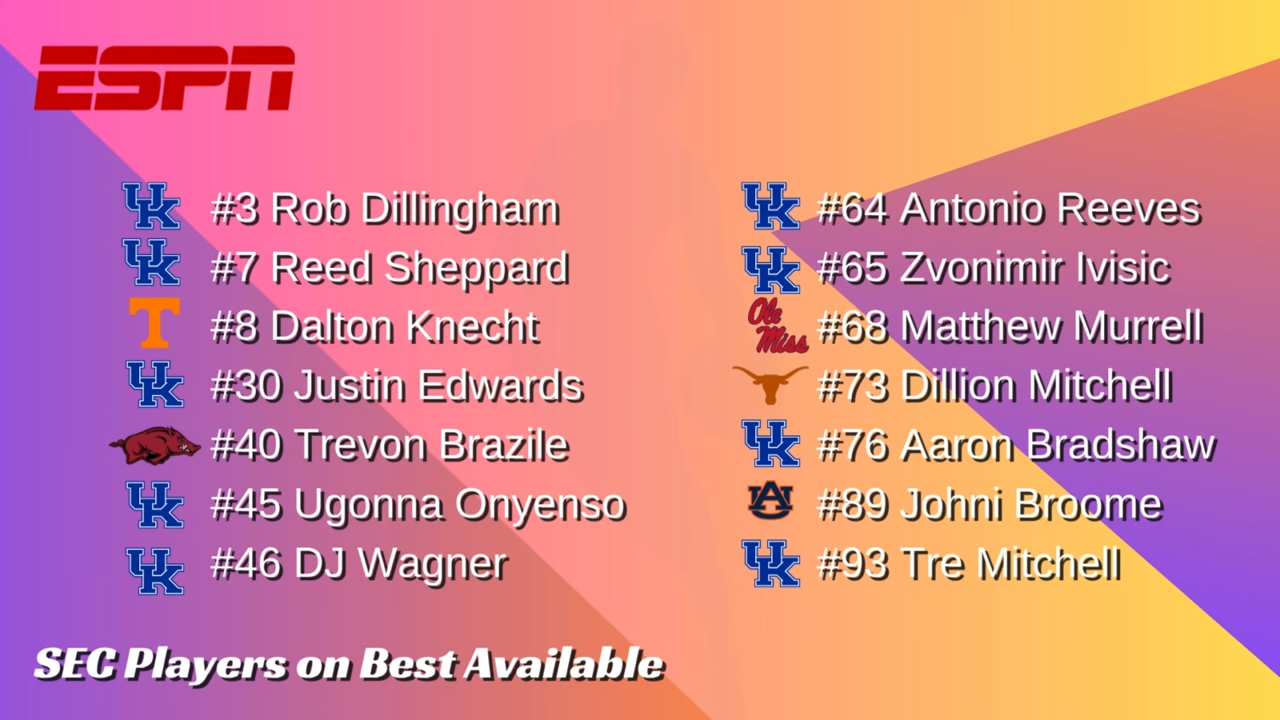 ESPN
#3 Rob Dillingham
#7 Reed Sheppard
#8 Dalton Knecht
#30 Justin Edwards
#40 Trevon Brazile
#45 Ugonna Onyenso
#46 DJ Wagner
#64 Antonio Reeves
#65 Zvonimir Ivisic
Ole Miss
#68 Matthew Murrell
#73 Dillion Mitchell
#76 Aaron Bradshaw
#89 Johni Broome
#93 Tre Mitchell
SEC Players on Best Available